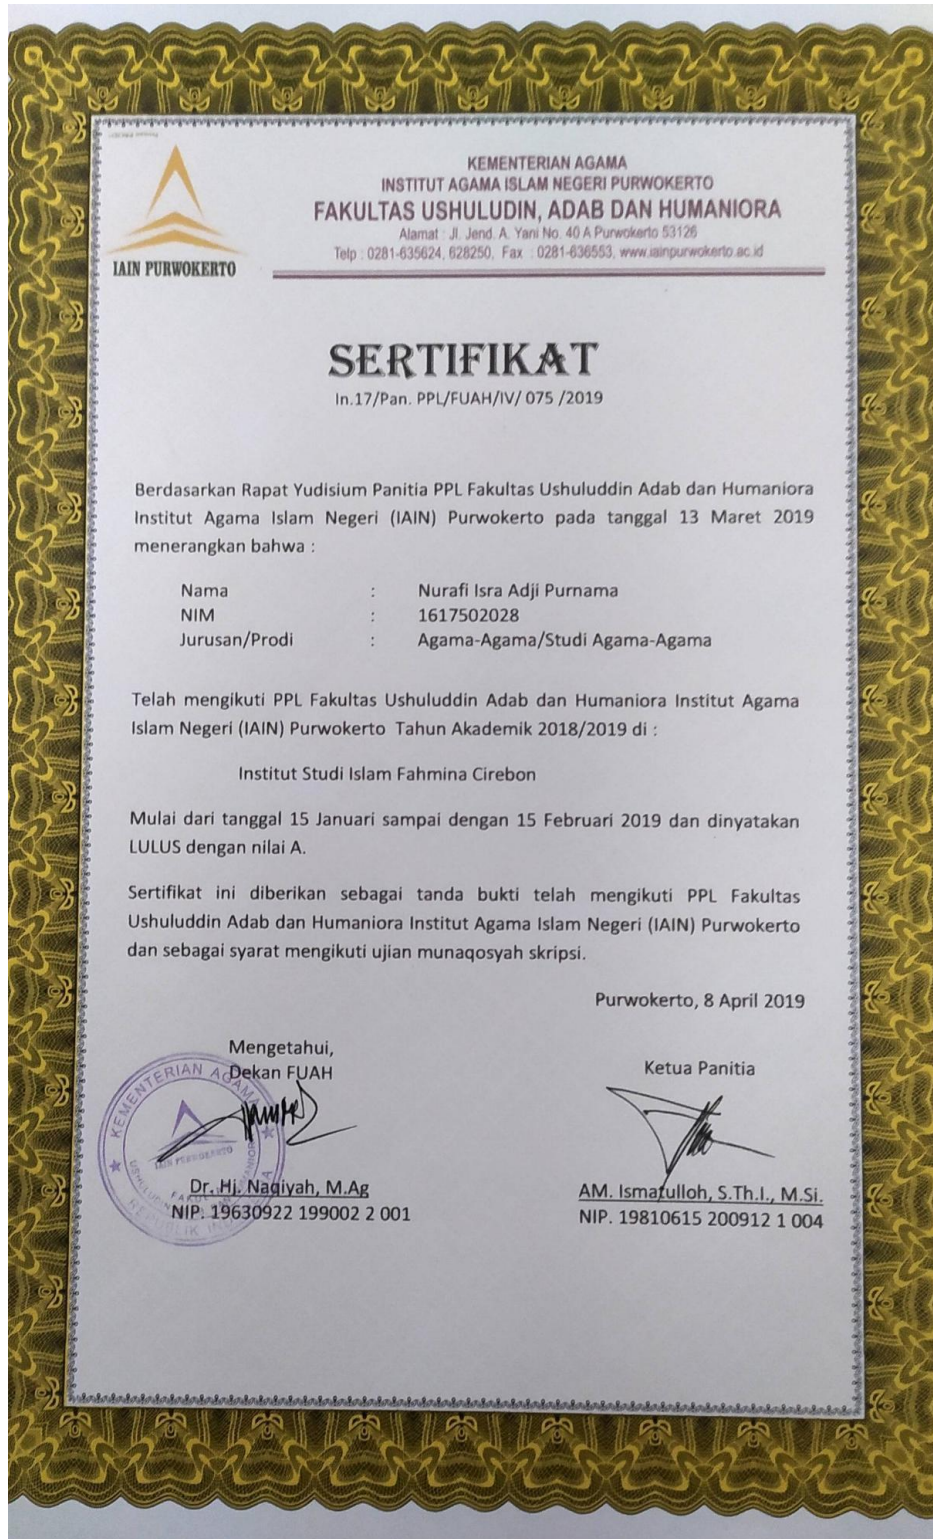 KEMENTERIAN AGAMA
INSTITUT AGAMA ISLAM NEGERI PURWOKERTO
FAKULTAS USHULUDIN, ADAB DAN HUMANIORA
Alamat : Jl. Jend. A. Yani No. 40 A Purwokerto 53126
Telp : 0281-635624, 628250, Fax : 0281-636553, www.iainpurwokerto.ac.id
IAIN PURWOKERTO
SERTIFIKAT
In.17/Pan. PPL/FUAH/IV/ 075 /2019
Berdasarkan Rapat Yudisium Panitia PPL Fakultas Ushuluddin Adab dan Humaniora
Institut Agama Islam Negeri (IAIN) Purwokerto pada tanggal 13 Maret 2019
menerangkan bahwa :
Nama : Nurafi Isra Adji Purnama
NIM : 1617502028
Jurusan/Prodi : Agama-Agama/Studi Agama-Agama
Telah mengikuti PPL Fakultas Ushuluddin Adab dan Humaniora Institut Agama
Islam Negeri (IAIN) Purwokerto Tahun Akademik 2018/2019 di :
Institut Studi Islam Fahmina Cirebon
Mulai dari tanggal 15 Januari sampai dengan 15 Februari 2019 dan dinyatakan
LULUS dengan nilai A.
Sertifikat ini diberikan sebagai tanda bukti telah mengikuti PPL Fakultas
Ushuluddin Adab dan Humaniora Institut Agama Islam Negeri (IAIN) Purwokerto
dan sebagai syarat mengikuti ujian munaqosyah skripsi.
Purwokerto, 8 April 2019
Mengetahui,
Dekan FUAH
KEMENTERIAN AGAMA
IAIN PURWOKERTO
REPUBLIK INDONESIA
Dr. Hj. Naqiyah, M.Ag
NIP. 19630922 199002 2 001
Ketua Panitia
AM. Ismatulloh, S.Th.I., M.Si.
NIP. 19810615 200912 1 004